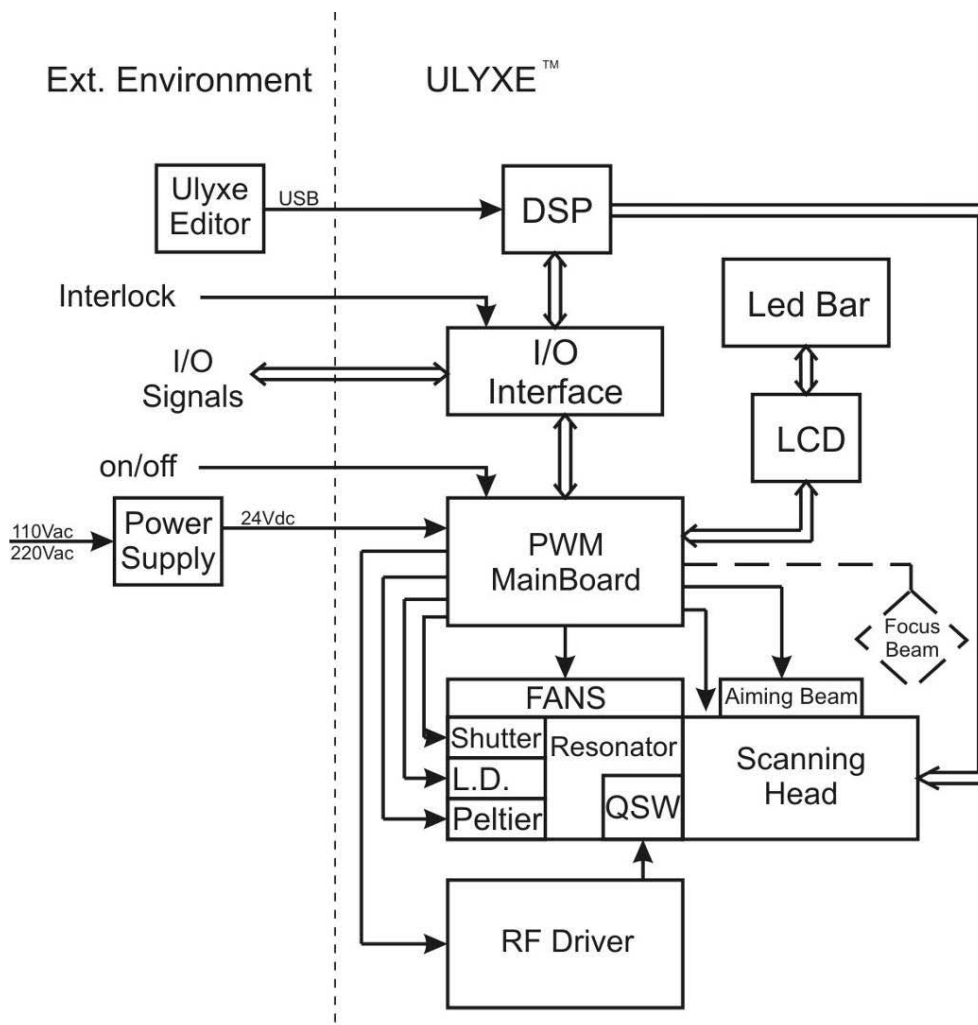 Ext. Environment
ULYXE™
Ulyxe
Editor
USB
DSP
Interlock
Led Bar
I/O
Signals
I/O
Interface
LCD
on/off
110Vac
220Vac
Power
Supply
24Vdc
PWM
MainBoard
Focus
Beam
FANS
Aiming Beam
Shutter
Resonator
L.D.
Peltier
QSW
Scanning
Head
RF Driver